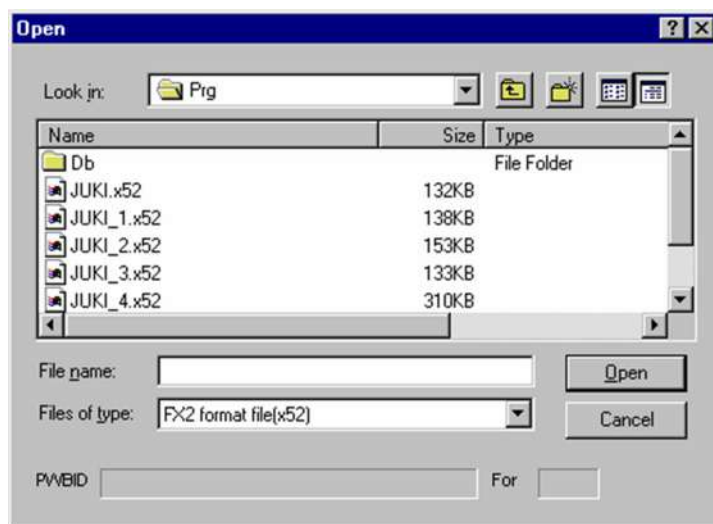 Open
Look in: Prg
Name Size Type
Db File Folder
JUKI.x52 132KB
JUKI_1.x52 138KB
JUKI_2.x52 153KB
JUKI_3.x52 133KB
JUKI_4.x52 310KB
File name: Open
Files of type: FX2 format file(x52) Cancel
PWBID For